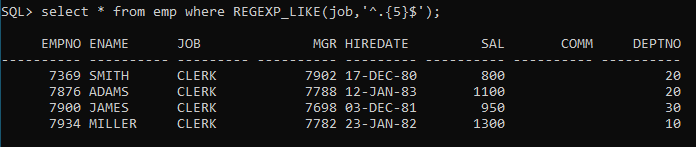 SQL> select * from emp where REGEXP_LIKE(job,'^.{5}$');
     EMPNO ENAME      JOB              MGR HIREDATE         SAL       COMM     DEPTNO
---------- ---------- --------- ---------- --------- ---------- ---------- ----------
      7369 SMITH      CLERK           7902 17-DEC-80        800                    20
      7876 ADAMS      CLERK           7788 12-JAN-83       1100                    20
      7900 JAMES      CLERK           7698 03-DEC-81        950                    30
      7934 MILLER     CLERK           7782 23-JAN-82       1300                    10